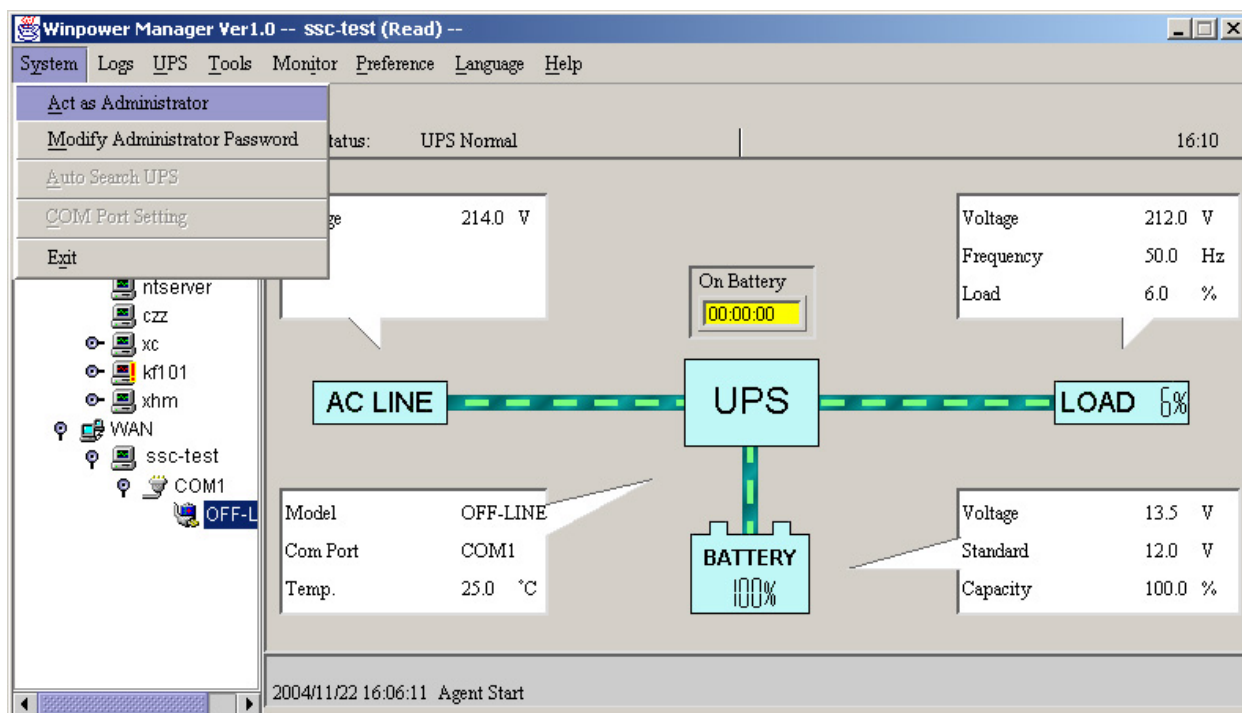 Winpower Manager Ver1.0 -- ssc-test (Read) --
System Logs UPS Tools Monitor Preference Language Help
Act as Administrator
Modify Administrator Password
Auto Search UPS
COM Port Setting
Exit
tatus: UPS Normal 16:10
ge 214.0 V
Voltage 212.0 V
Frequency 50.0 Hz
Load 6.0 %
On Battery
00:00:00
ntserver
czz
xc
kf101
xhm
WAN
ssc-test
COM1
OFF-L
AC LINE
UPS
LOAD 6%
Model OFF-LINE
Com Port COM1
Temp. 25.0 °C
BATTERY
100%
Voltage 13.5 V
Standard 12.0 V
Capacity 100.0 %
2004/11/22 16:06:11 Agent Start